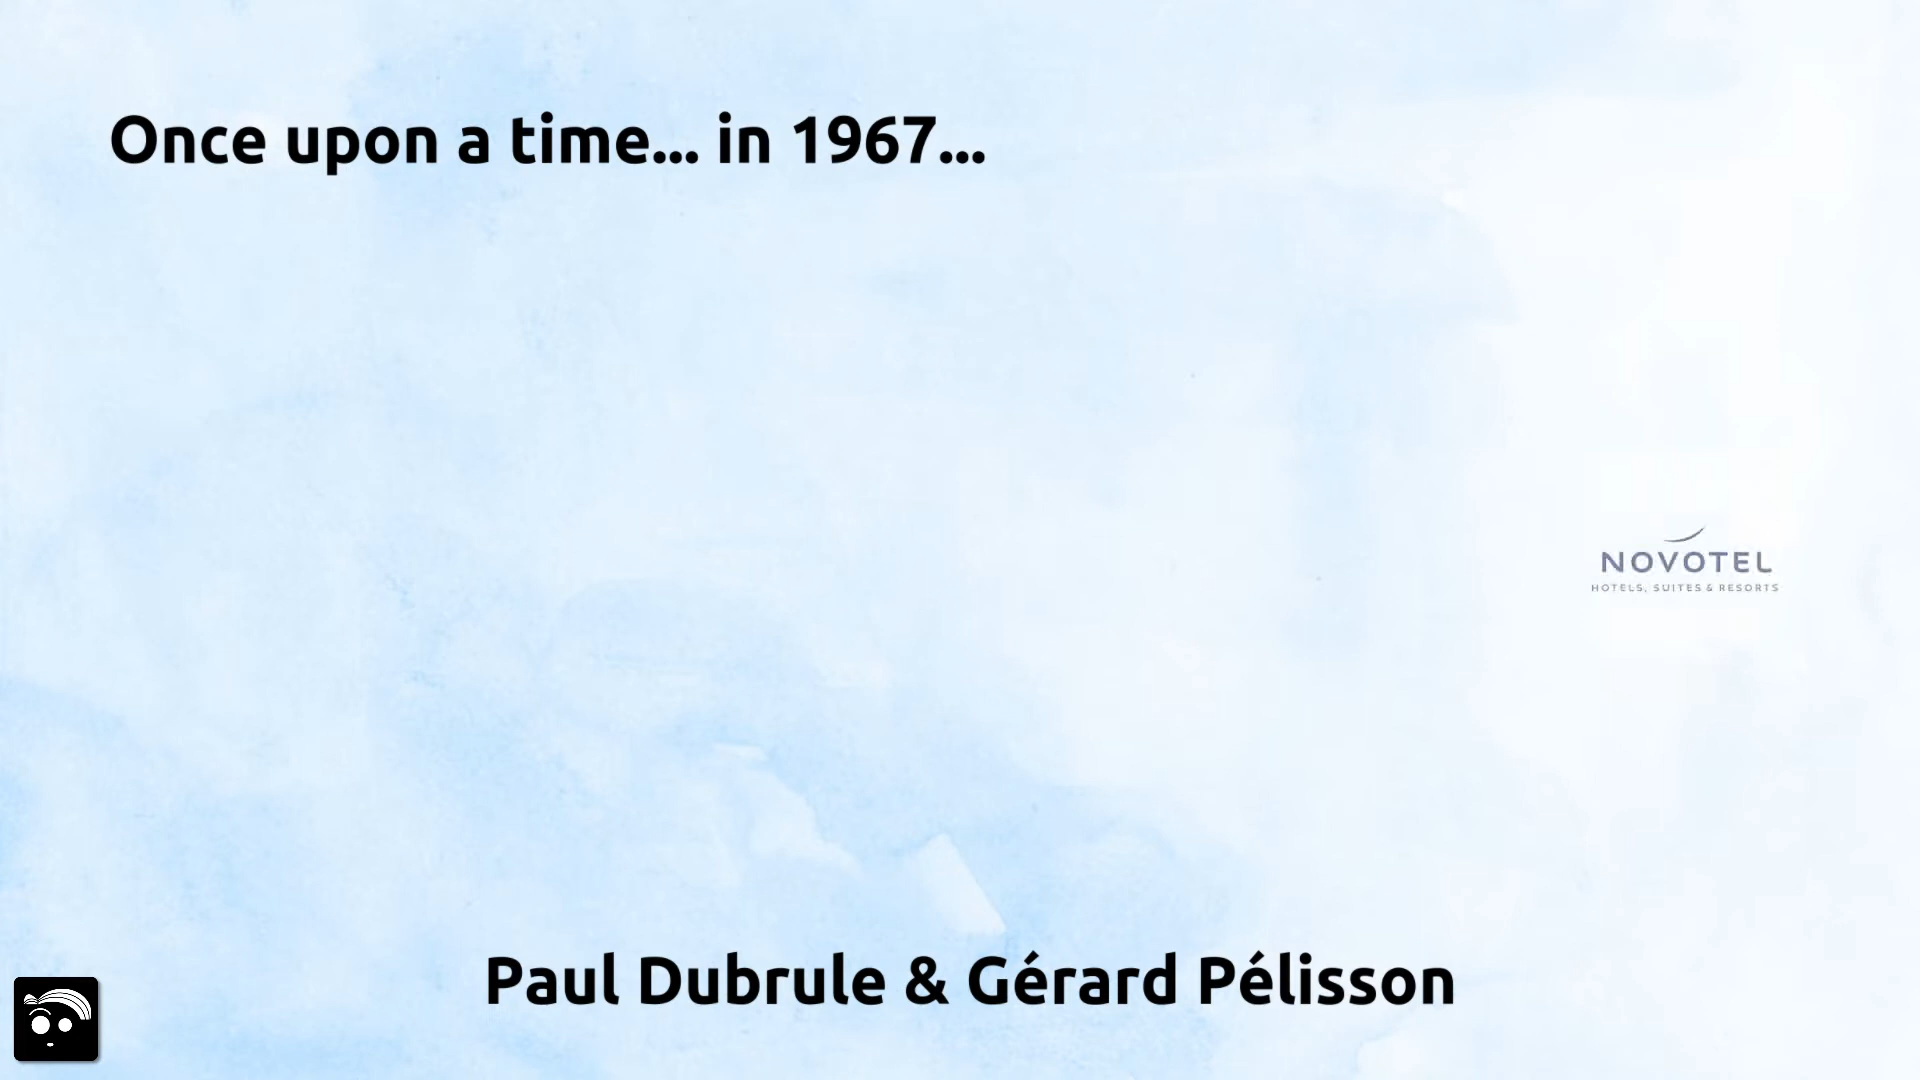 Once upon a time... in 1967...
NOVOTEL
HOTELS, SUITES & RESORTS
Paul Dubrule & Gérard Pélisson